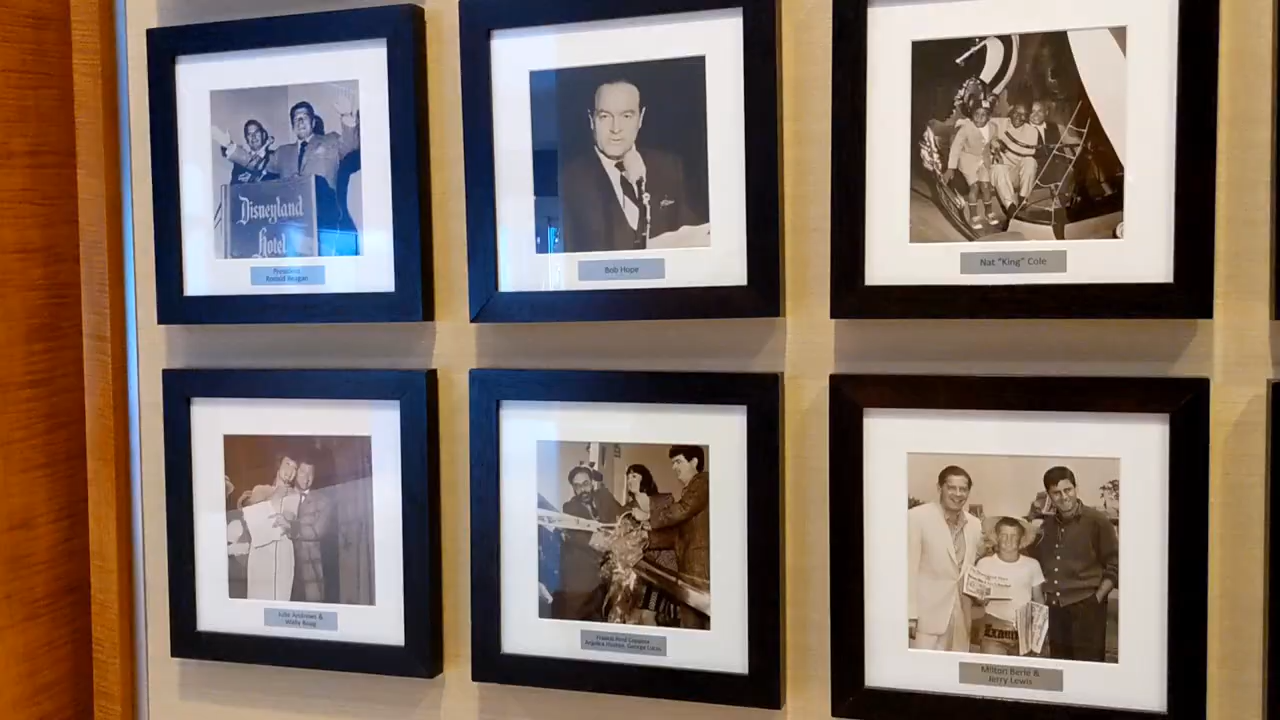 Disneyland
Hotel
President
Ronald Reagan
Bob Hope
Nat "King" Cole
Julie Andrews &
Wally Boag
Francis Ford Coppola
Anjelica Huston, George Lucas
Milton Berle &
Jerry Lewis